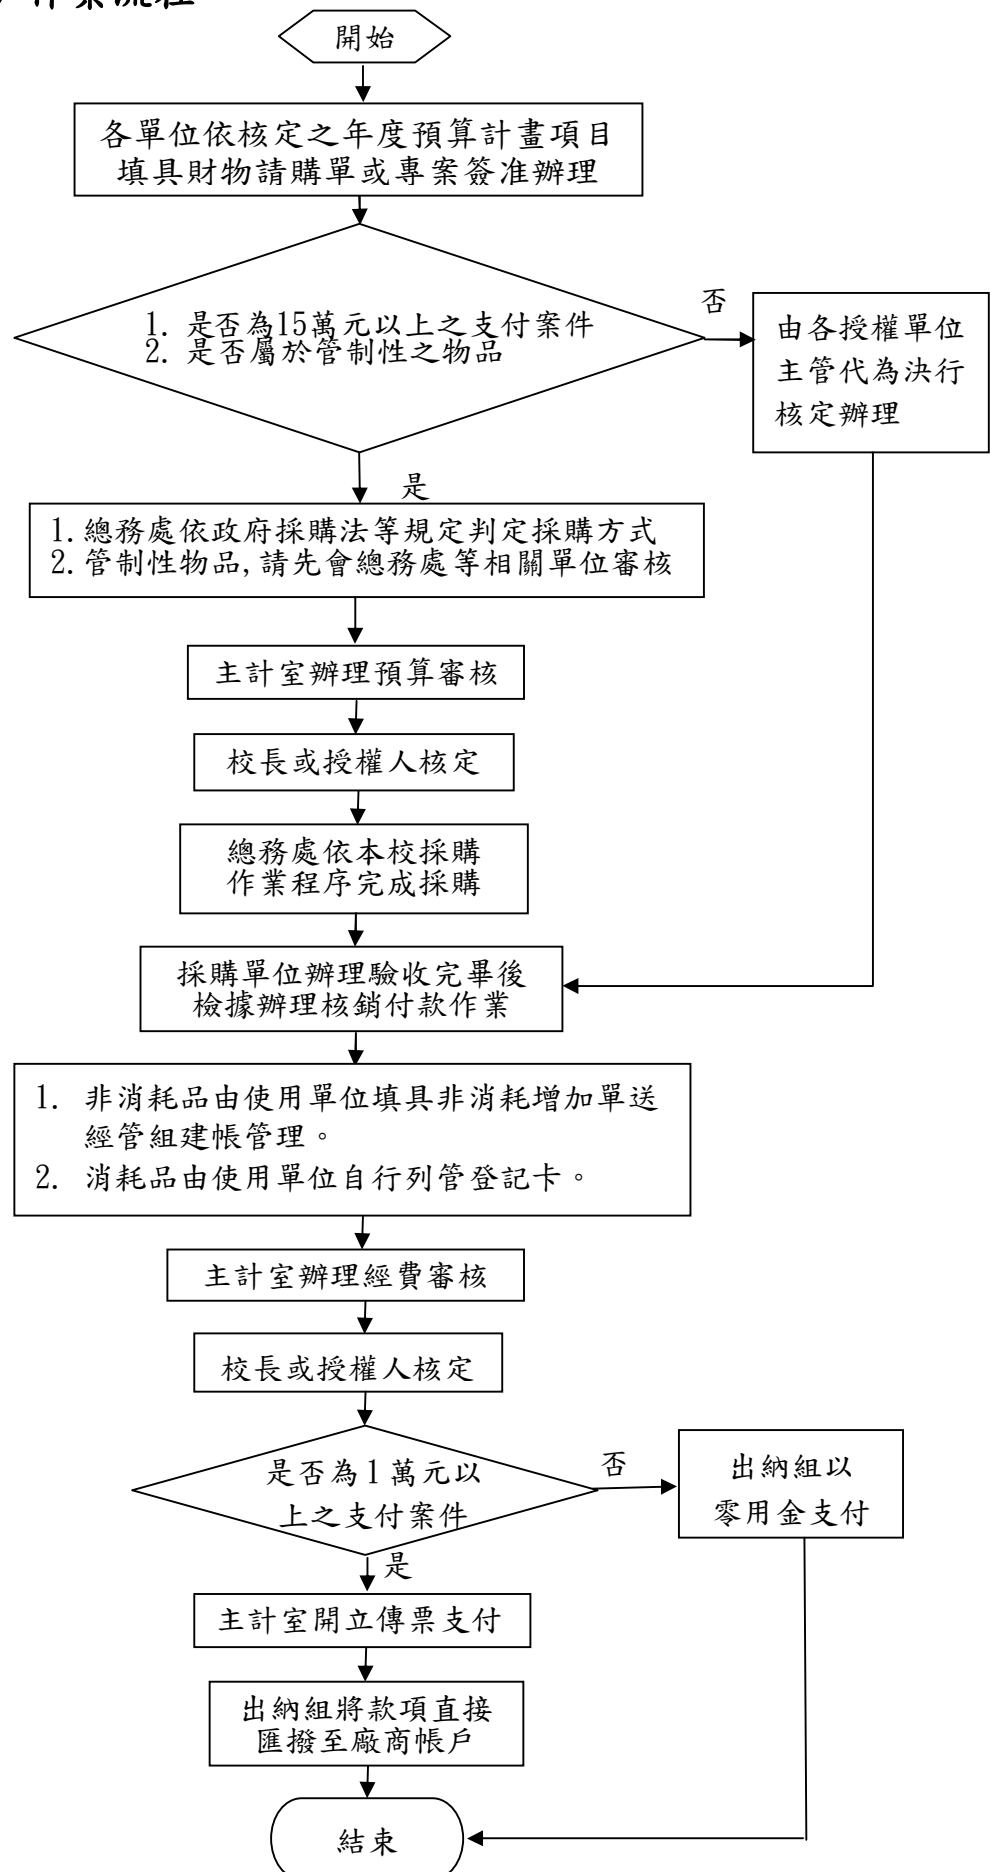 作業流程
開始
各單位依核定之年度預算計畫項目
填具財物請購單或專案簽准辦理
1. 是否為15萬元以上之支付案件
2. 是否屬於管制性之物品
否
由各授權單位
主管代為決行
核定辦理
是
1.總務處依政府採購法等規定判定採購方式
2.管制性物品,請先會總務處等相關單位審核
主計室辦理預算審核
校長或授權人核定
總務處依本校採購
作業程序完成採購
採購單位辦理驗收完畢後
檢據辦理核銷付款作業
1. 非消耗品由使用單位填具非消耗增加單送
經管組建帳管理。
2. 消耗品由使用單位自行列管登記卡。
主計室辦理經費審核
校長或授權人核定
是否為1萬元以
上之支付案件
否
出納組以
零用金支付
是
主計室開立傳票支付
出納組將款項直接
匯撥至廠商帳戶
結束